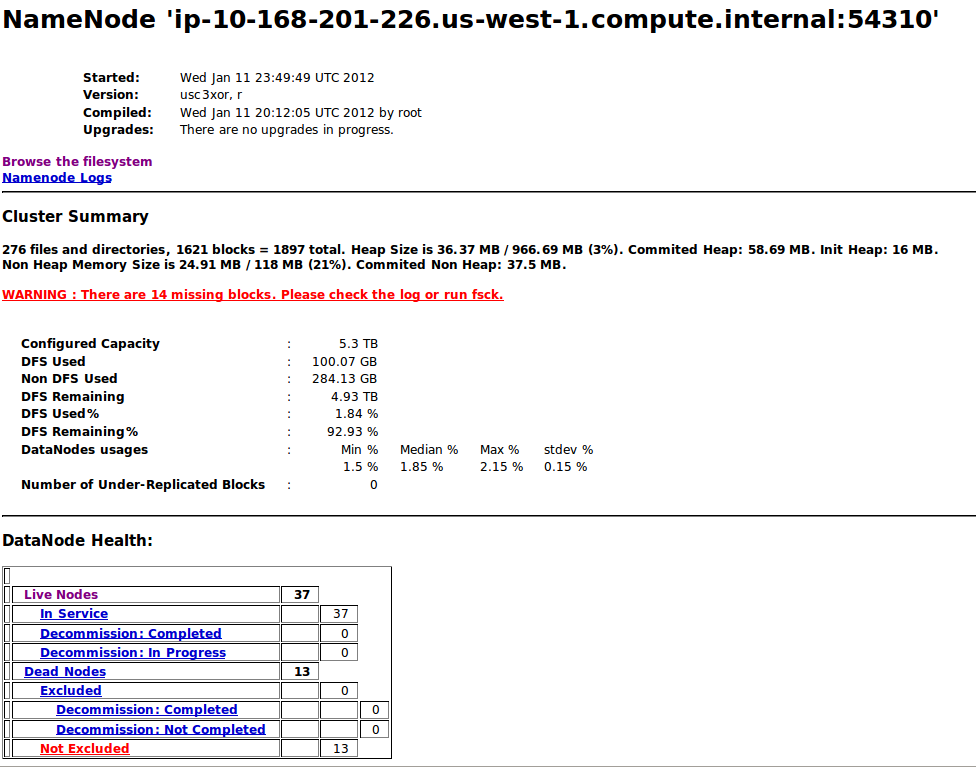 NameNode 'ip-10-168-201-226.us-west-1.compute.internal:54310'
Started: Wed Jan 11 23:49:49 UTC 2012
Version: usc3xor, r
Compiled: Wed Jan 11 20:12:05 UTC 2012 by root
Upgrades: There are no upgrades in progress.
Browse the filesystem
Namenode Logs
Cluster Summary
276 files and directories, 1621 blocks = 1897 total. Heap Size is 36.37 MB / 966.69 MB (3%). Commited Heap: 58.69 MB. Init Heap: 16 MB.
Non Heap Memory Size is 24.91 MB / 118 MB (21%). Commited Non Heap: 37.5 MB.
WARNING : There are 14 missing blocks. Please check the log or run fsck.
Configured Capacity : 5.3 TB
DFS Used : 100.07 GB
Non DFS Used : 284.13 GB
DFS Remaining : 4.93 TB
DFS Used% : 1.84 %
DFS Remaining% : 92.93 %
DataNodes usages : Min % Median % Max % stdev %
1.5 % 1.85 % 2.15 % 0.15 %
Number of Under-Replicated Blocks : 0
DataNode Health:
Live Nodes 37
In Service 37
Decommission: Completed 0
Decommission: In Progress 0
Dead Nodes 13
Excluded 0
Decommission: Completed 0
Decommission: Not Completed 0
Not Excluded 13